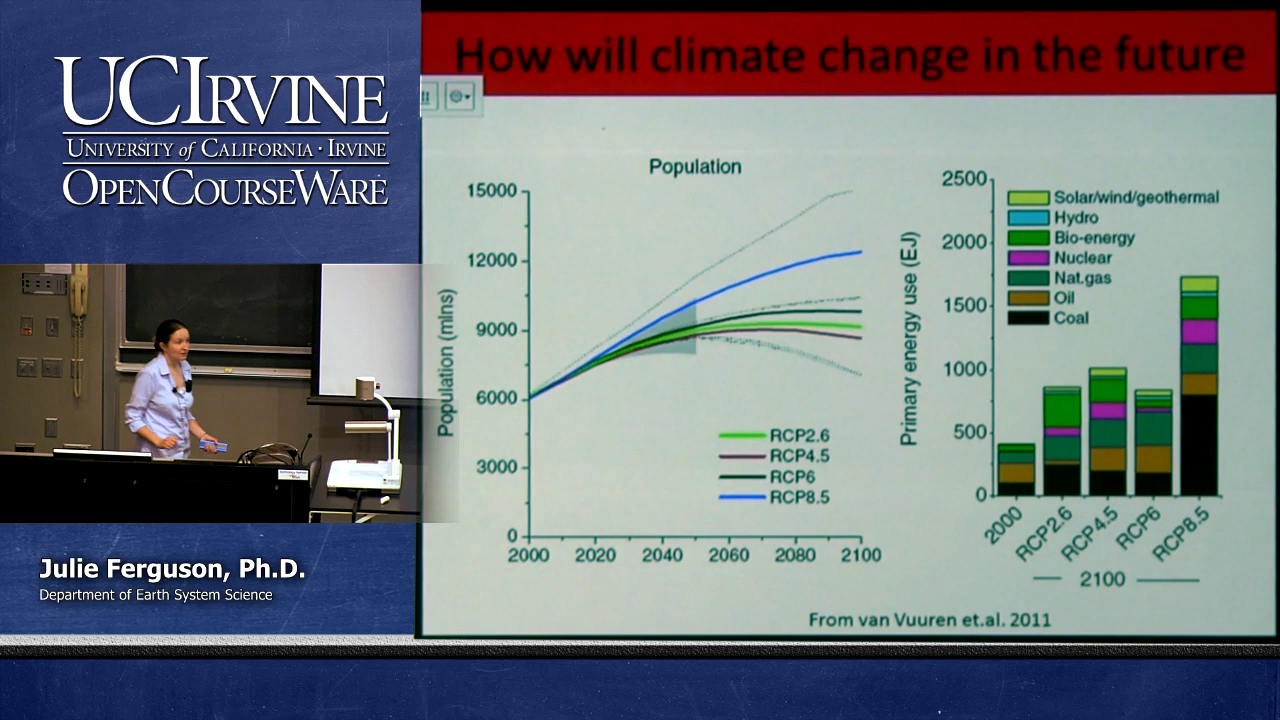 UCIRVINE
UNIVERSITY of CALIFORNIA · IRVINE
OPENCOURSEWARE
Julie Ferguson, Ph.D.
Department of Earth System Science
How will climate change in the future
Population
15000
12000
9000
6000
3000
0
Population (mlns)
2000 2020 2040 2060 2080 2100
RCP2.6
RCP4.5
RCP6
RCP8.5
2500
2000
1500
1000
500
0
Primary energy use (EJ)
Solar/wind/geothermal
Hydro
Bio-energy
Nuclear
Nat.gas
Oil
Coal
2000 RCP2.6 RCP4.5 RCP6 RCP8.5
2100
From van Vuuren et.al. 2011